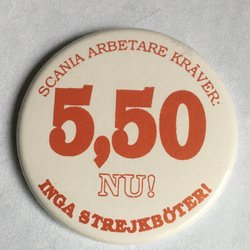 SCANIA ARBETARE KRÄVER:
5,50
NU!
INGA STREJKBÖTER!